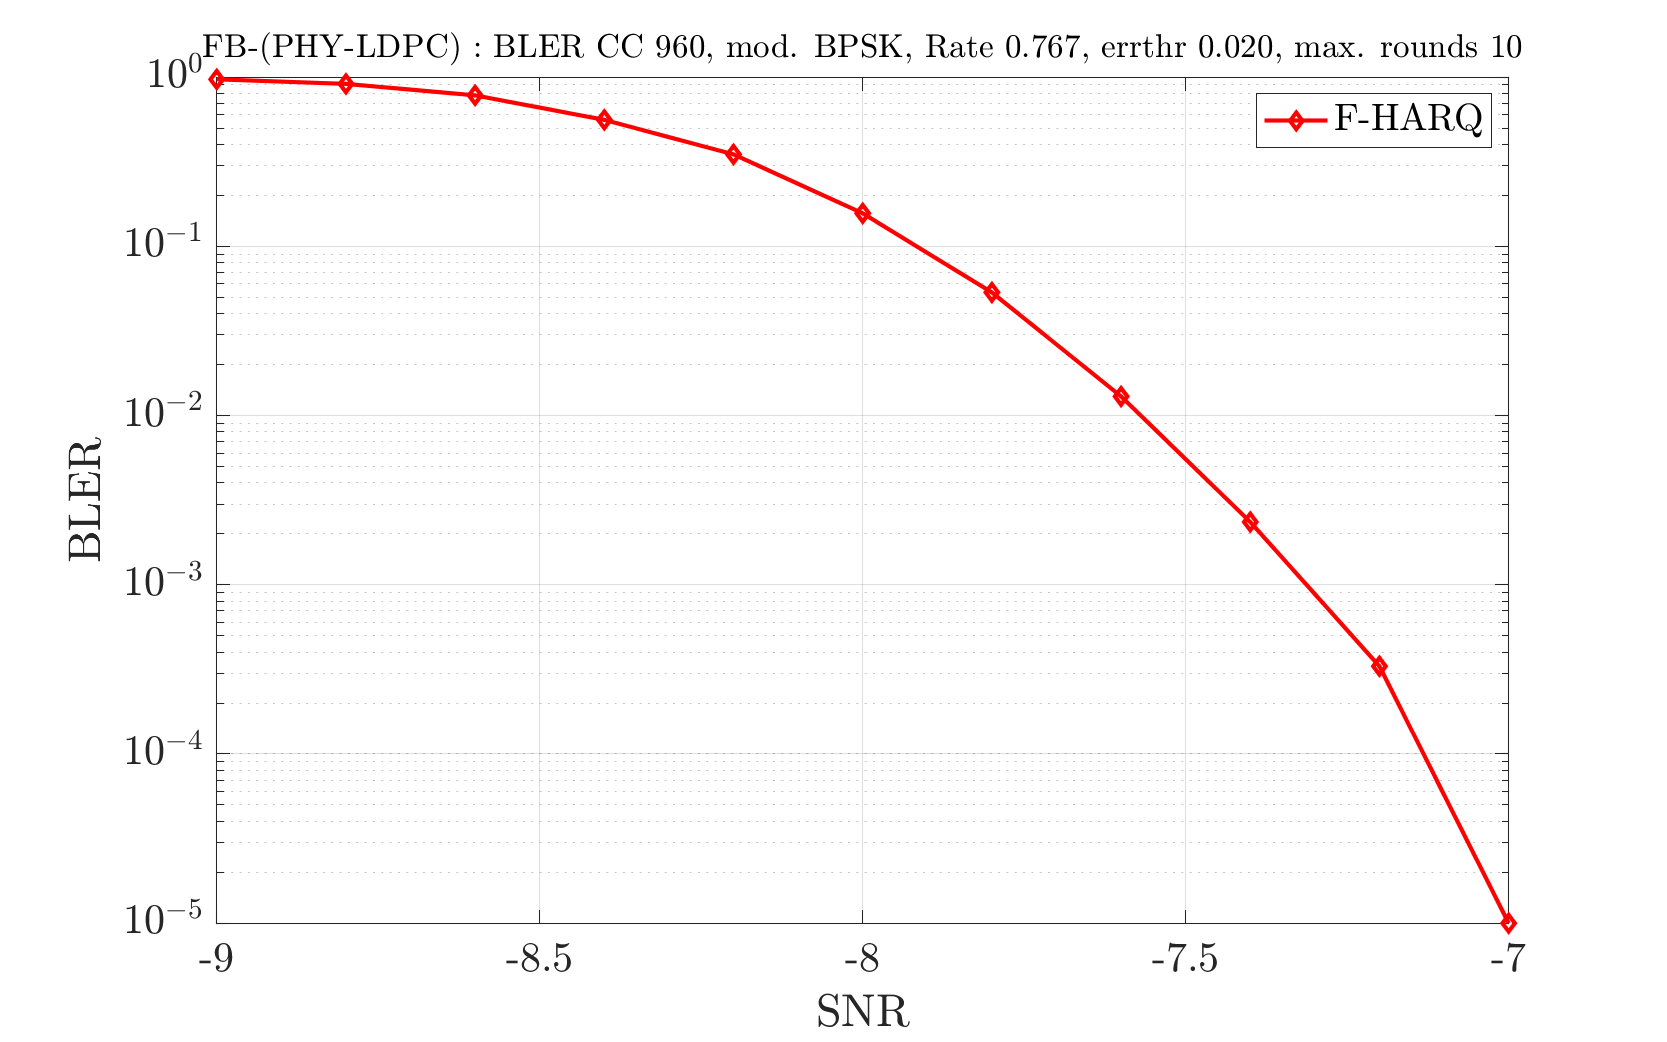 FB-(PHY-LDPC) : BLER CC 960, mod. BPSK, Rate 0.767, errthr 0.020, max. rounds 10
F-HARQ
10^0
10^{-1}
10^{-2}
10^{-3}
10^{-4}
10^{-5}
BLER
-9 -8.5 -8 -7.5 -7
SNR